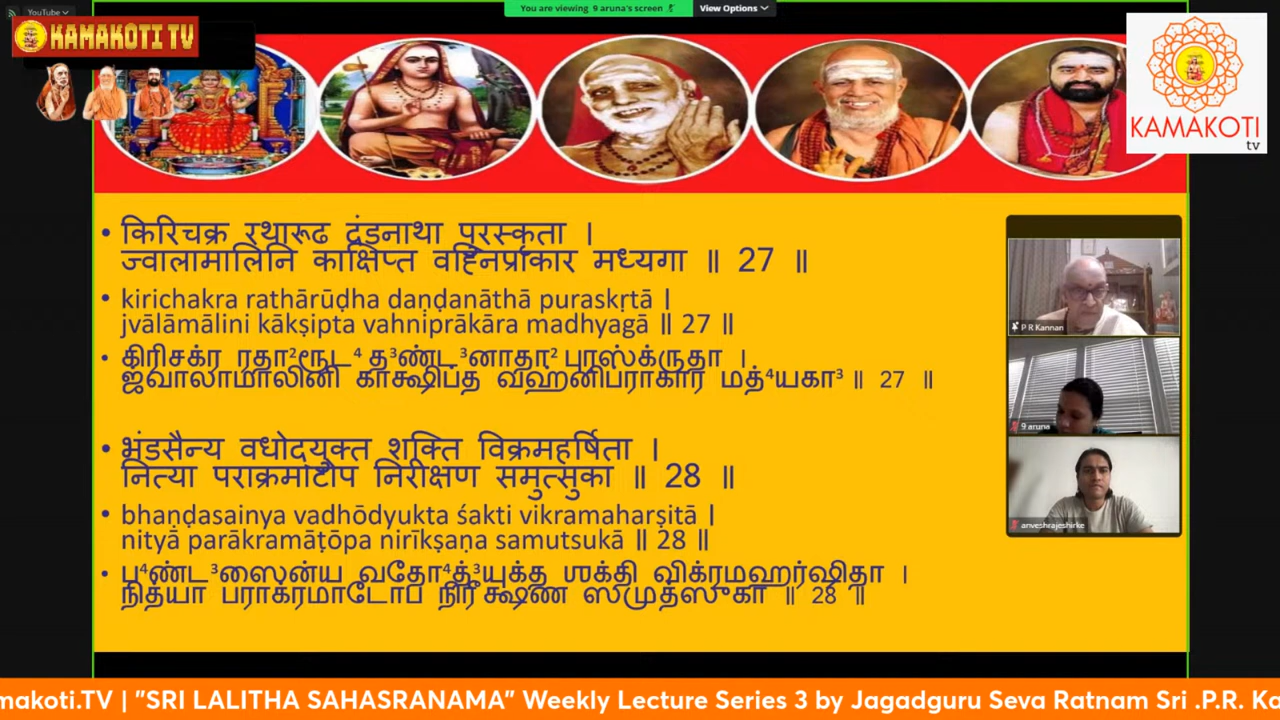 YouTube
You are viewing 9 aruna's screen
View Options
KAMAKOTI TV
KAMAKOTI
tv
• किरिचक्र रथारूढ दंडनाथा पुरस्कृता ।
ज्वालामालिनि काक्षिप्त वह्निप्राकार मध्यगा ॥ 27 ॥
• kirichakra rathārūḍha daṇḍanāthā puraskṛtā |
jvālāmālini kākṣipta vahniprākāra madhyagā ‖ 27 ‖
• கிரிசக்ர ரதா²ரூட⁴ த³ண்ட³னாதா² புரஸ்க்ருதா ।
ஜ்வாலாமாலினி காக்ஷிப்த வஹ்னிப்ராகார மத்⁴யகா³ ॥ 27 ॥
• भंडसैन्य वधोद्युक्त शक्ति विक्रमहर्षिता ।
नित्या पराक्रमाटोप निरीक्षण समुत्सुका ॥ 28 ॥
• bhaṇḍasainya vadhōdyukta śakti vikramaharṣitā |
nityā parākramāṭōpa nirīkṣaṇa samutsukā ‖ 28 ‖
• ப⁴ண்ட³ஸைன்ய வதோ⁴த்³யுக்த ஶக்தி விக்ரமஹர்ஷிதா ।
நித்யா பராக்ரமாடோப நிரீக்ஷண ஸமுத்ஸுகா ॥ 28 ॥
P R Kannan
9 aruna
anveshrajeshirke
makoti.TV | "SRI LALITHA SAHASRANAMA" Weekly Lecture Series 3 by Jagadguru Seva Ratnam Sri .P.R. Ka